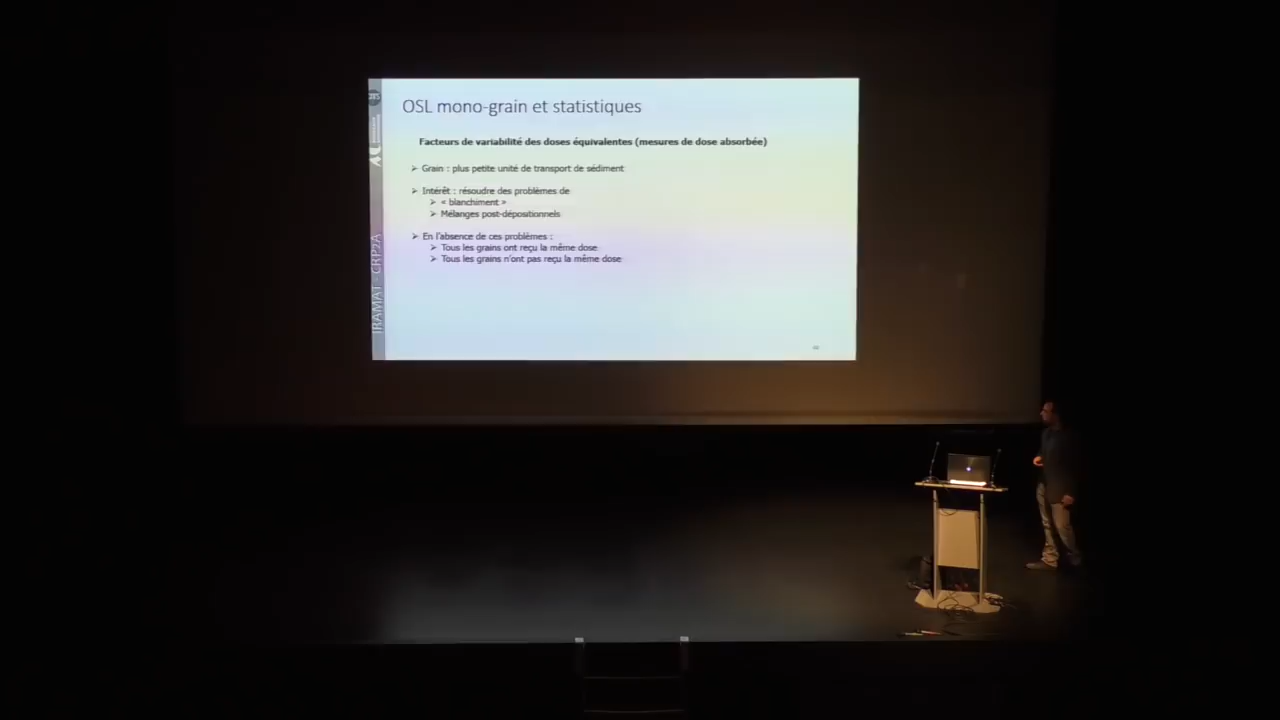 OSL mono-grain et statistiques
Facteurs de variabilité des doses équivalentes (mesures de dose absorbée)
➢ Grain : plus petite unité de transport de sédiment
➢ Intérêt : résoudre des problèmes de
➢ « blanchiment »
➢ Mélanges post-dépositionnels
➢ En l'absence de ces problèmes :
➢ Tous les grains ont reçu la même dose
➢ Tous les grains n'ont pas reçu la même dose
IRAMAT - CRP2A